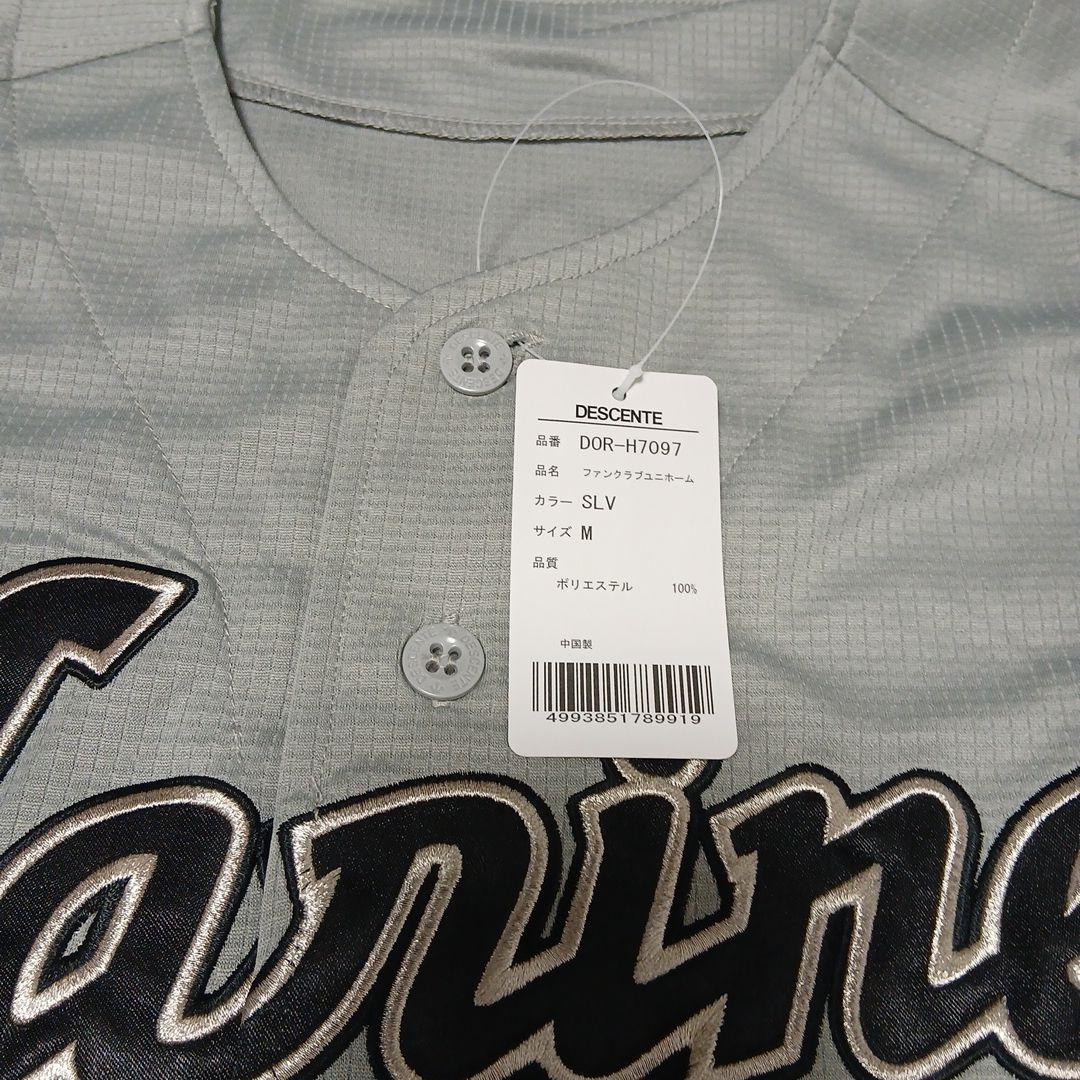 DESCENTE
品番 DOR-H7097
品名 ファンクラブユニホーム
カラー SLV
サイズ M
品質
ポリエステル 100%
中国製
4993851789919
arine